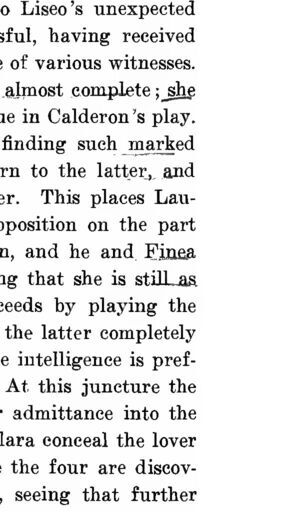 o Liseo's unexpected
sful, having received
e of various witnesses.
almost complete; she
ne in Calderon's play.
finding such marked
rn to the latter, and
er. This places Lau-
pposition on the part
n, and he and Finea
ng that she is still as
ceeds by playing the
the latter completely
e intelligence is pref-
At this juncture the
r admittance into the
lara conceal the lover
e the four are discov-
, seeing that further